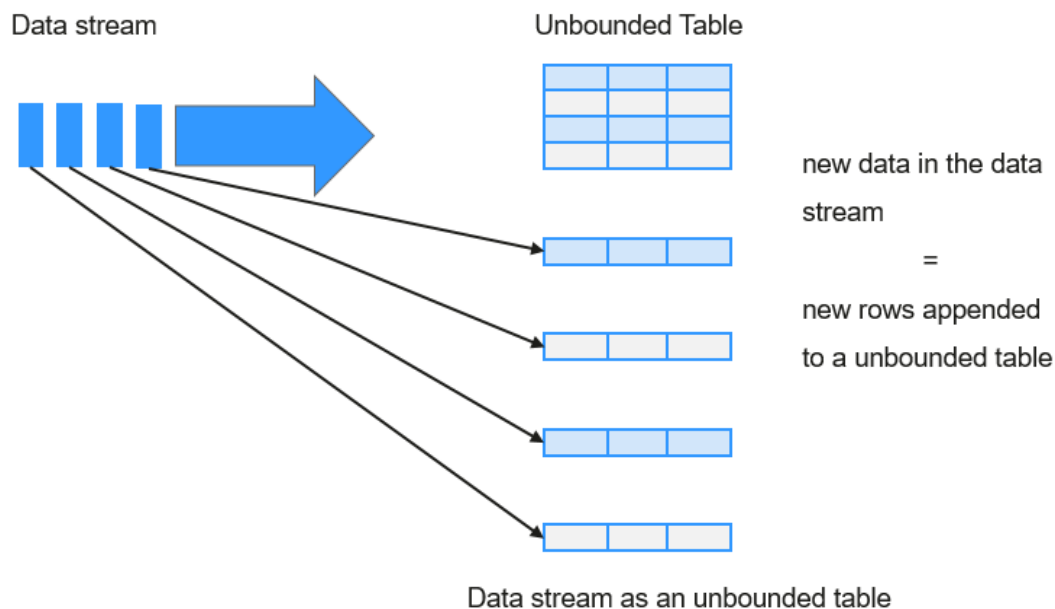 Data stream
Unbounded Table
new data in the data
stream
=
new rows appended
to a unbounded table
Data stream as an unbounded table